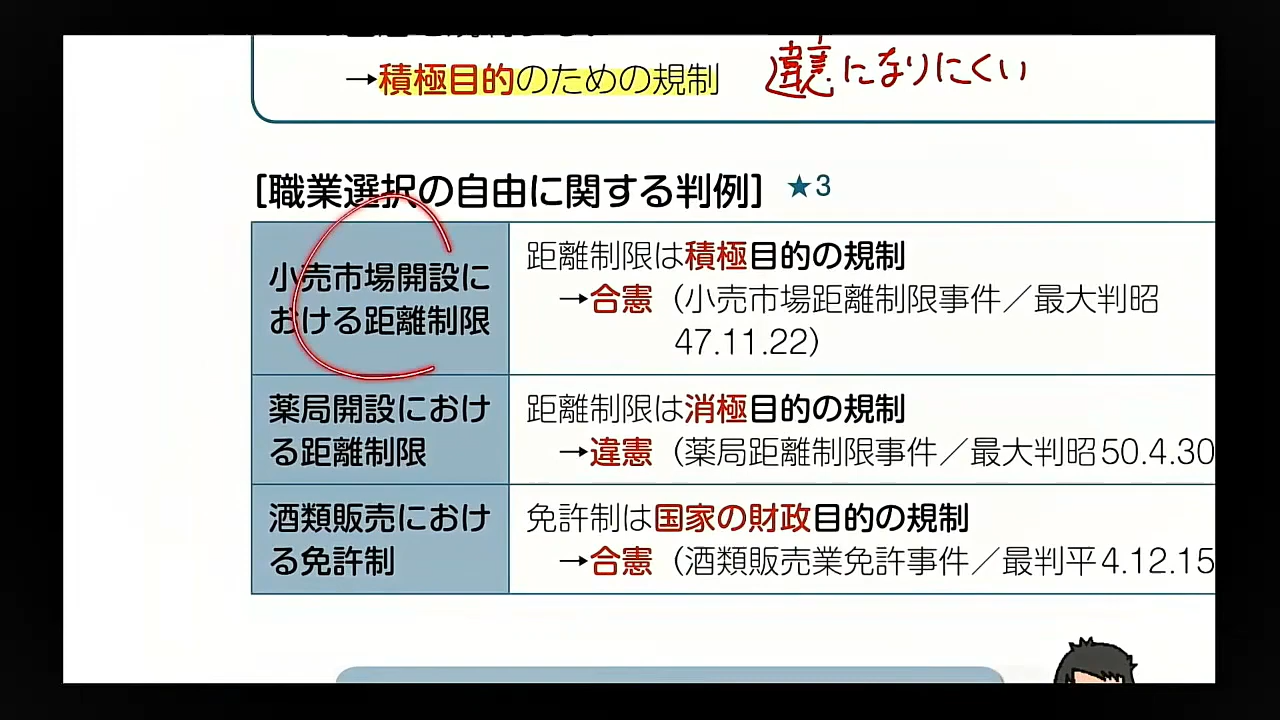 →積極目的のための規制
違憲になりにくい
[職業選択の自由に関する判例] ★3
小売市場開設に
おける距離制限
距離制限は積極目的の規制
→合憲（小売市場距離制限事件／最大判昭
47.11.22）
薬局開設におけ
る距離制限
距離制限は消極目的の規制
→違憲（薬局距離制限事件／最大判昭50.4.30
酒類販売におけ
る免許制
免許制は国家の財政目的の規制
→合憲（酒類販売業免許事件／最判平4.12.15